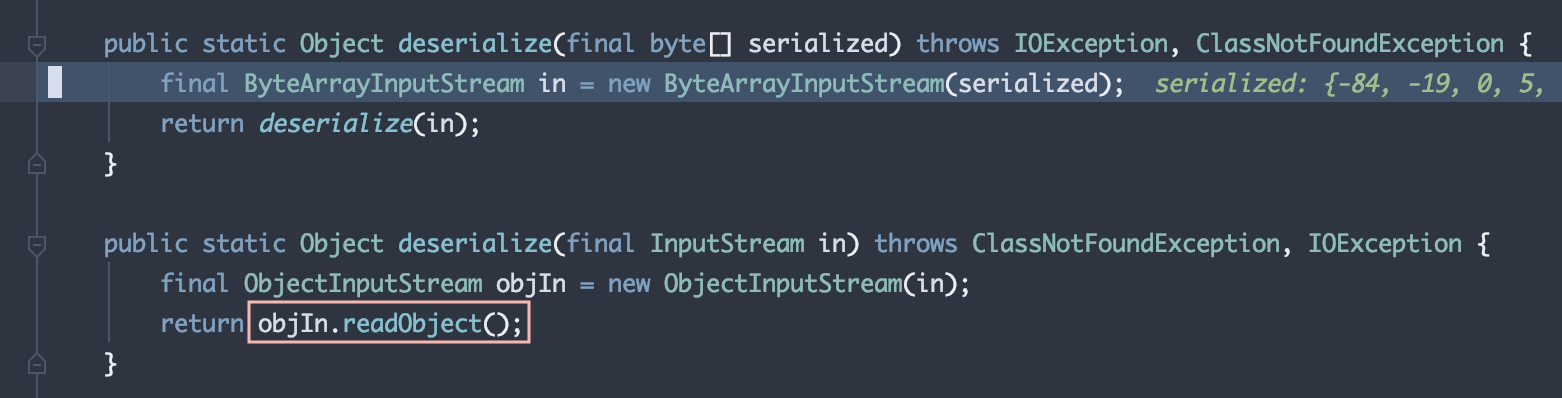 public static Object deserialize(final byte[] serialized) throws IOException, ClassNotFoundException {
final ByteArrayInputStream in = new ByteArrayInputStream(serialized);  serialized: {-84, -19, 0, 5,
return deserialize(in);
}
public static Object deserialize(final InputStream in) throws ClassNotFoundException, IOException {
final ObjectInputStream objIn = new ObjectInputStream(in);
return objIn.readObject();
}